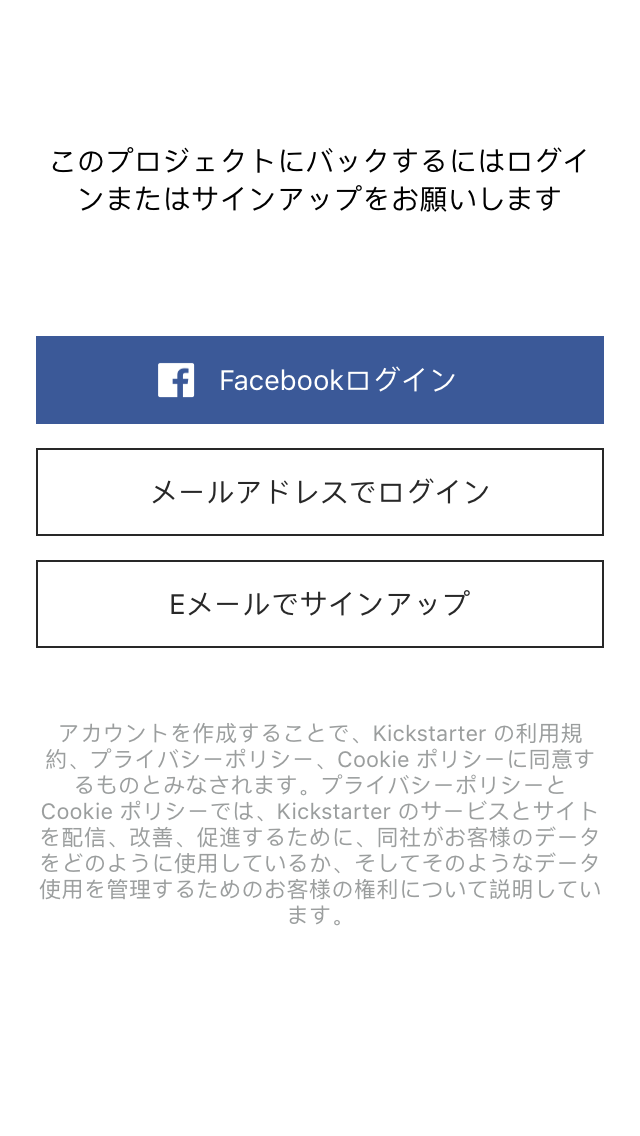 このプロジェクトにバックするにはログイ
ンまたはサインアップをお願いします
Facebookログイン
メールアドレスでログイン
Eメールでサインアップ
アカウントを作成することで、Kickstarter の利用規
約、プライバシーポリシー、Cookie ポリシーに同意す
るものとみなされます。プライバシーポリシーと
Cookie ポリシーでは、Kickstarter のサービスとサイト
を配信、改善、促進するために、同社がお客様のデータ
をどのように使用しているか、そしてそのようなデータ
使用を管理するためのお客様の権利について説明してい
ます。